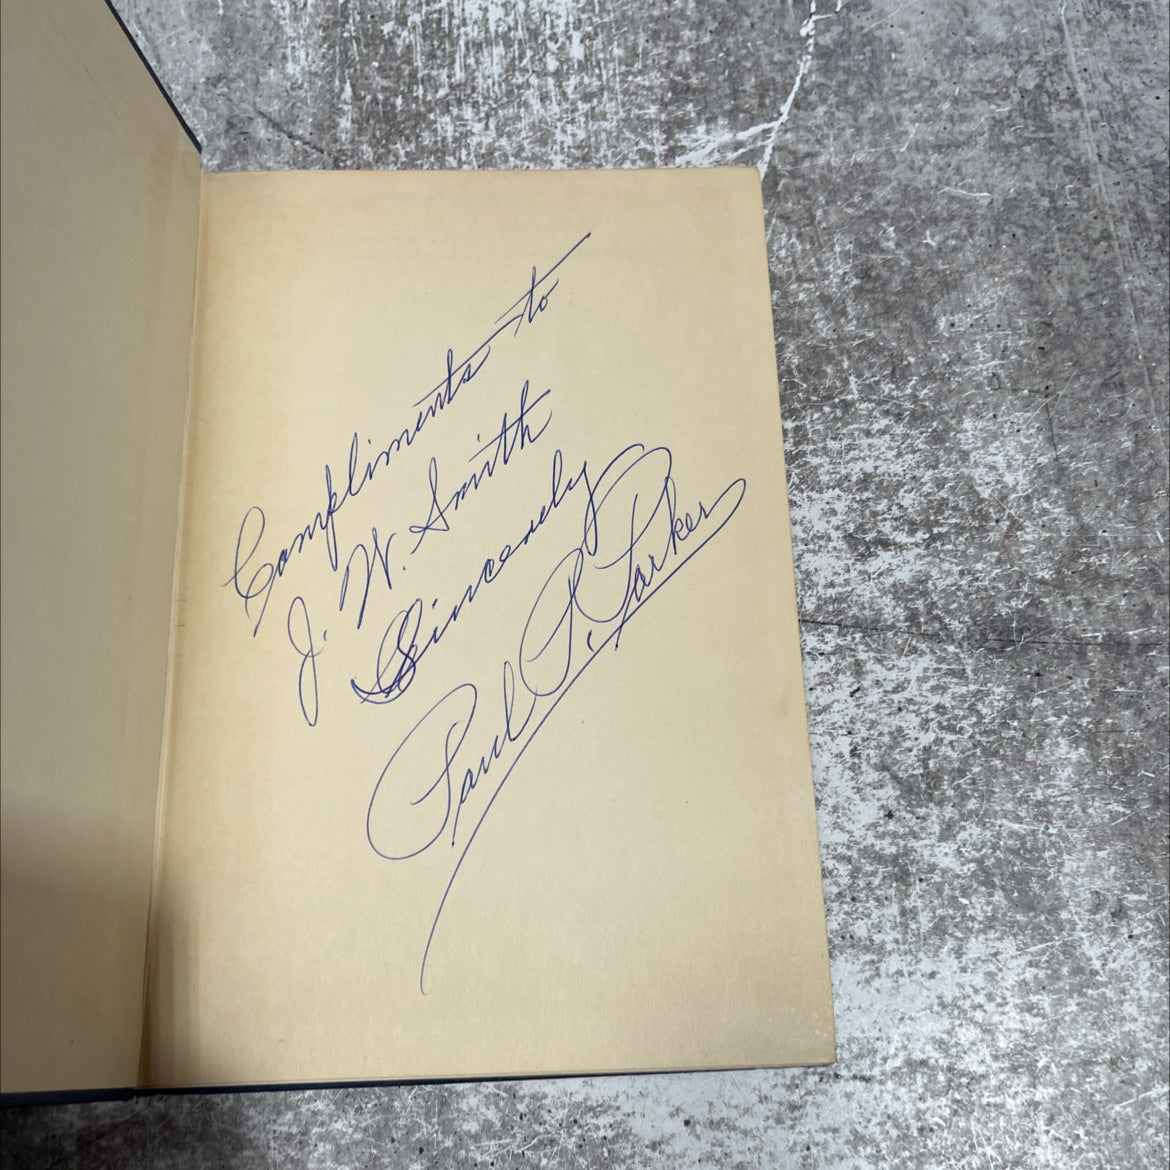 Compliments to
J. W. Smith
Sincerely
Paul P. Parker